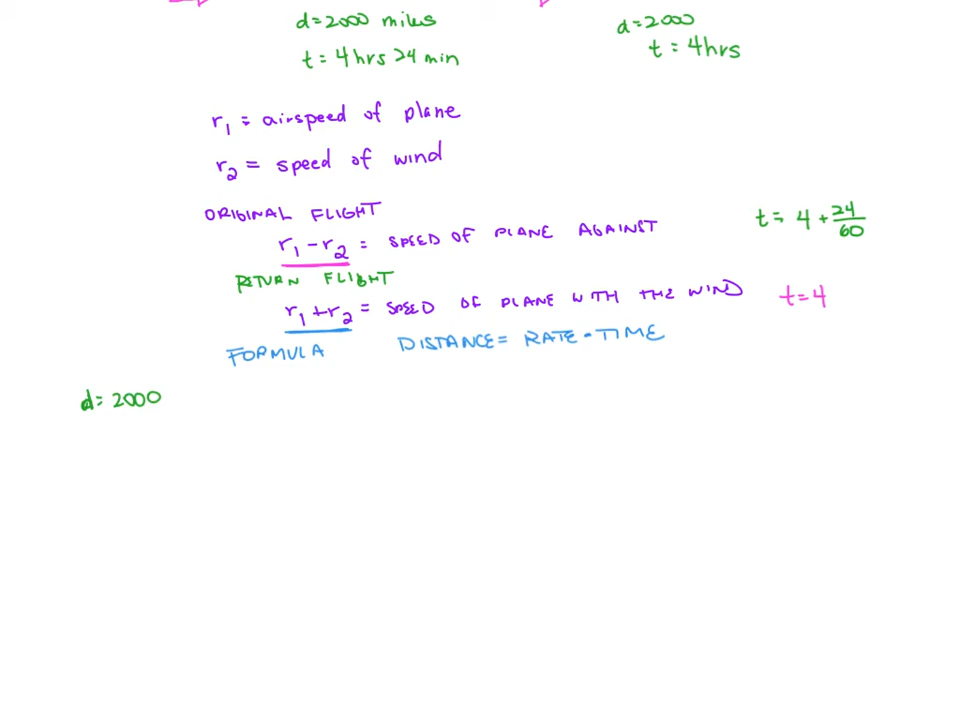 d=2000 miles
t = 4hrs 24 min
d=2000
t = 4hrs
r1 = airspeed of plane
r2 = speed of wind
ORIGINAL FLIGHT
r1 - r2 = SPEED OF PLANE AGAINST
t= 4 + 24/60
RETURN FLIGHT
r1 + r2 = SPEED OF PLANE WITH THE WIND
t=4
FORMULA DISTANCE= RATE · TIME
d= 2000